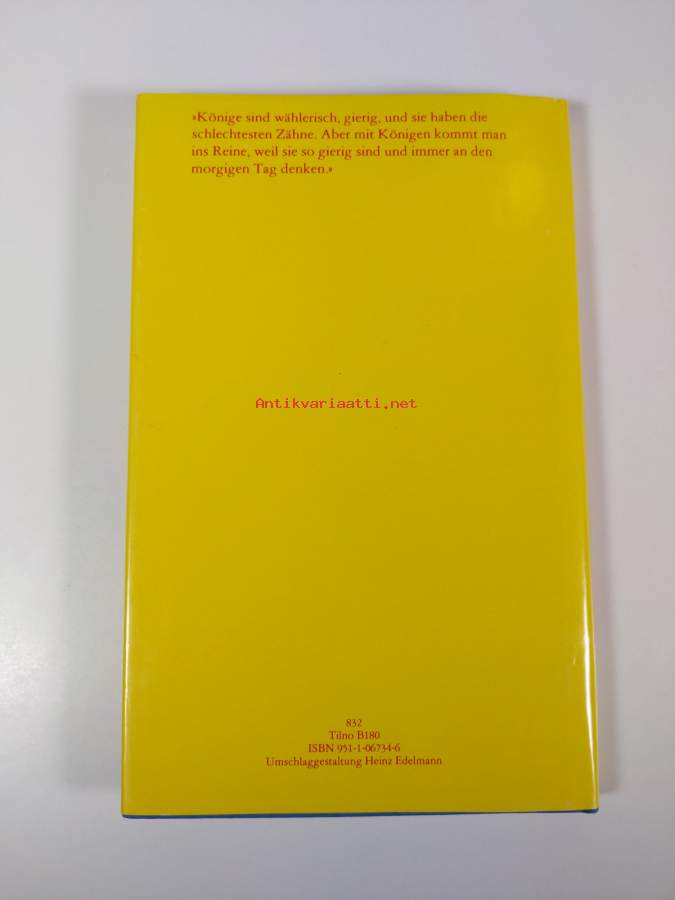 »Könige sind wählerisch, gierig, und sie haben die
schlechtesten Zähne. Aber mit Königen kommt man
ins Reine, weil sie so gierig sind und immer an den
morgigen Tag denken.»
Antikvariaatti.net
832
Tilno B180
ISBN 951-1-06734-6
Umschlaggestaltung Heinz Edelmann